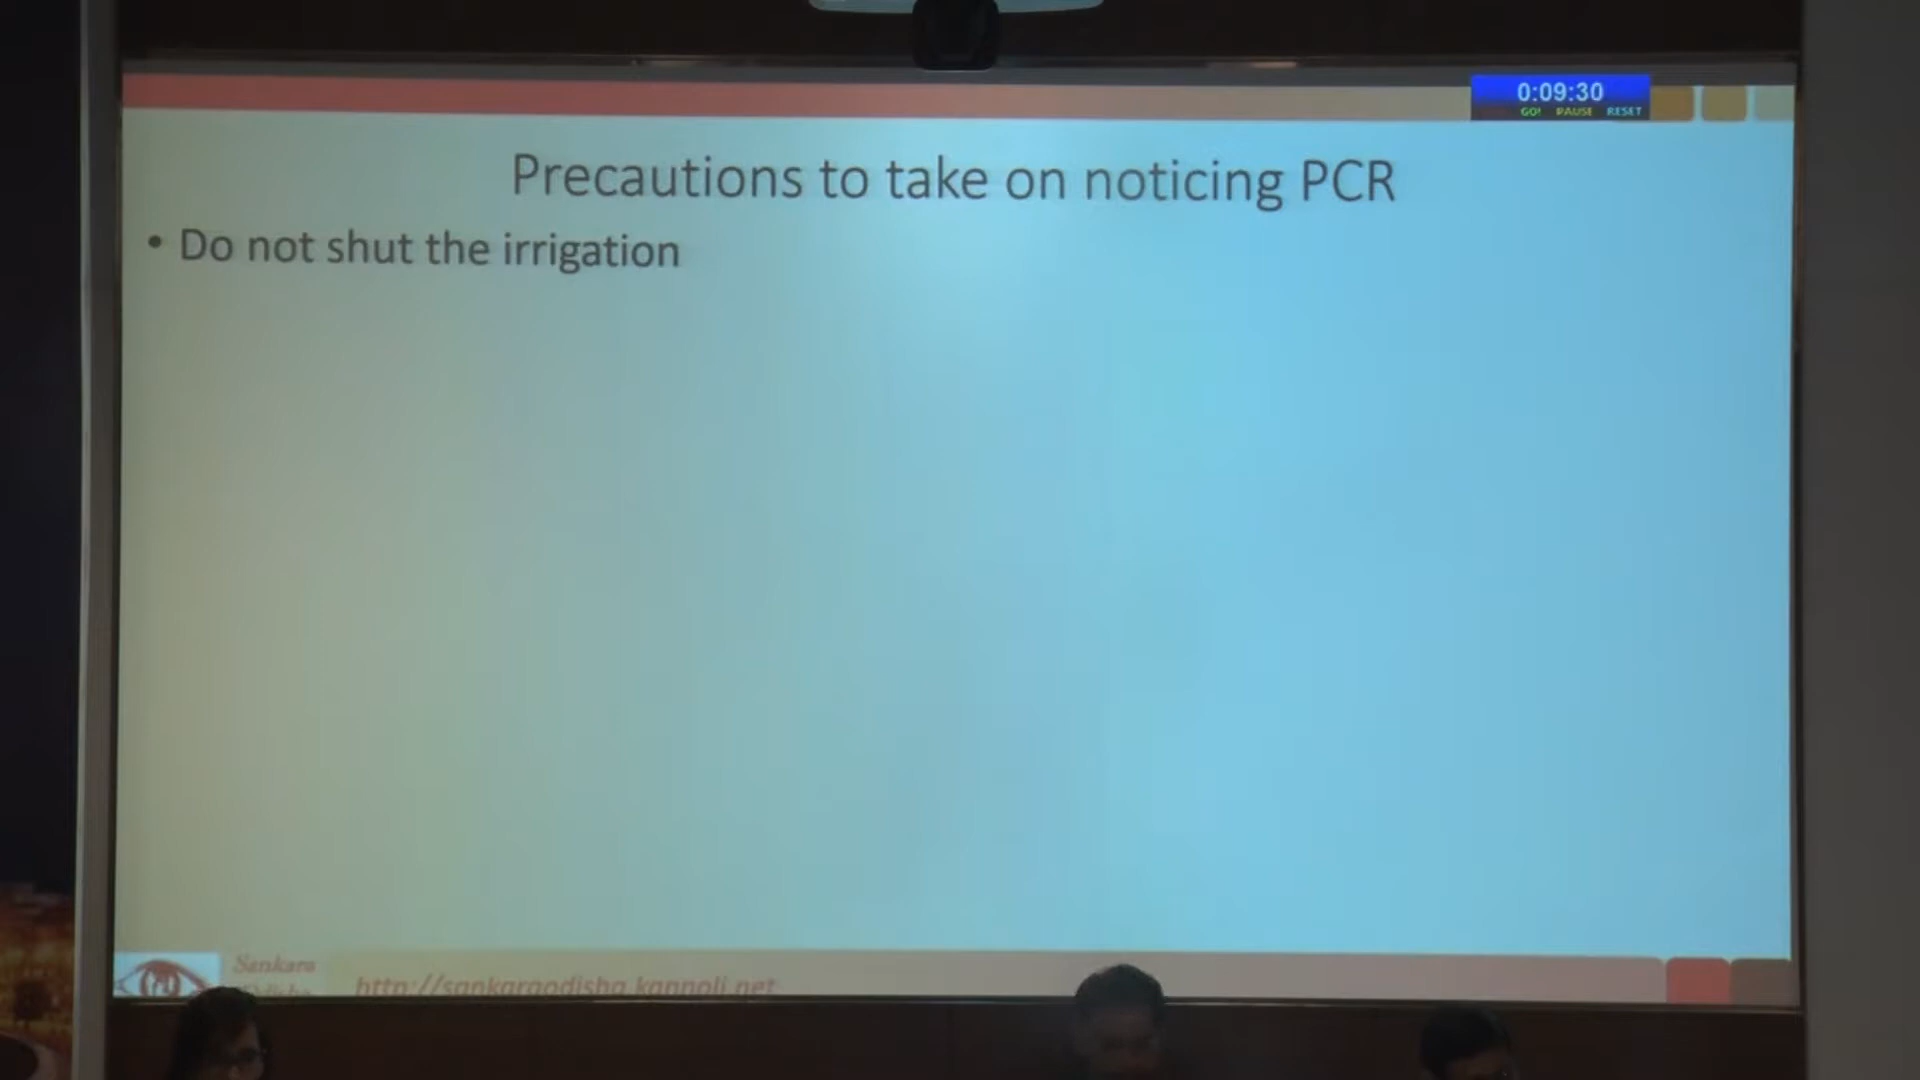 0:09:30
GO! PAUSE RESET
Precautions to take on noticing PCR
• Do not shut the irrigation
Sankara
http://sankaraodisha.kannoli.net